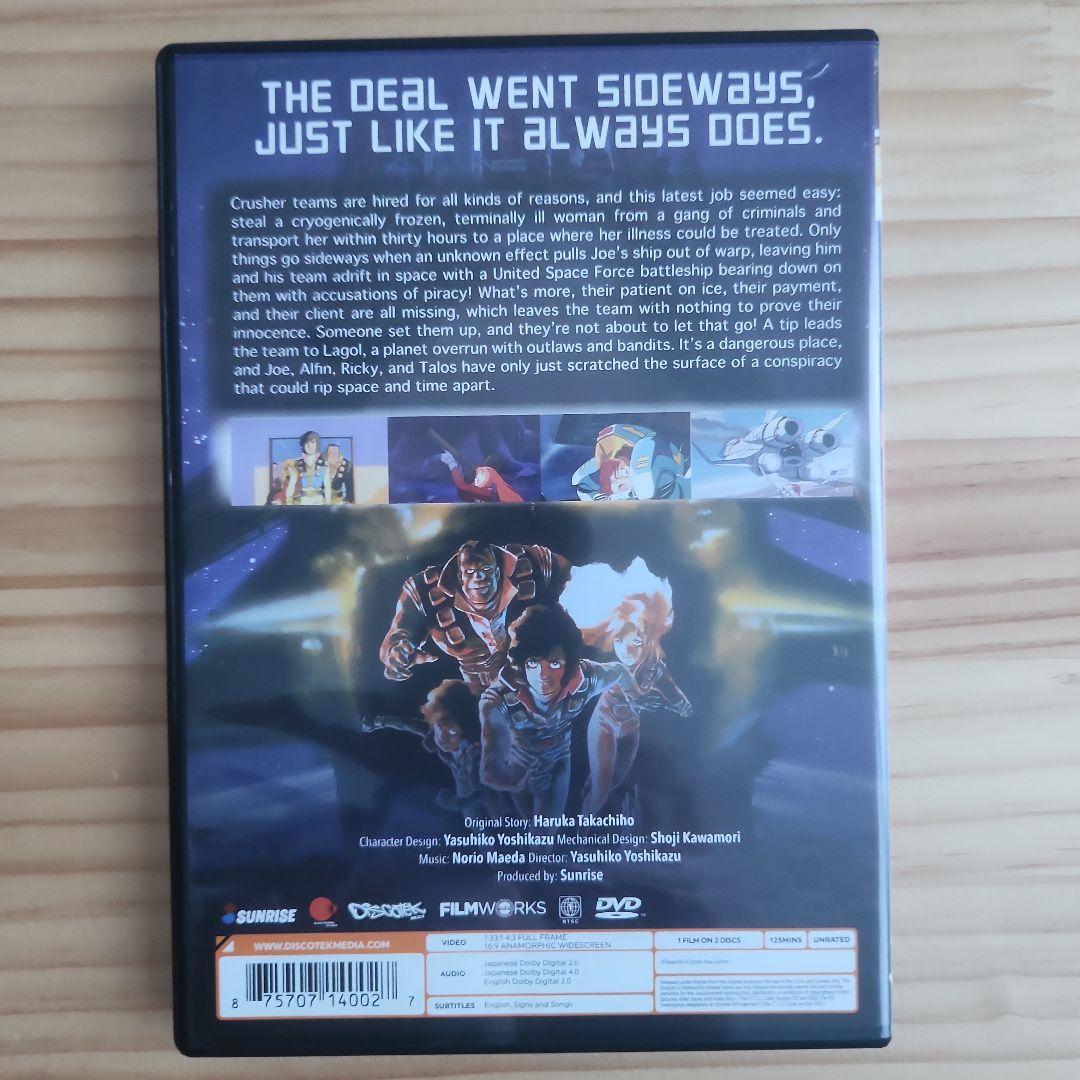 THE DEAL WENT SIDEWAYS,
JUST LIKE IT ALWAYS DOES.
Crusher teams are hired for all kinds of reasons, and this latest job seemed easy:
steal a cryogenically frozen, terminally ill woman from a gang of criminals and
transport her within thirty hours to a place where her illness could be treated. Only
things go sideways when an unknown effect pulls Joe's ship out of warp, leaving him
and his team adrift in space with a United Space Force battleship bearing down on
them with accusations of piracy! What's more, their patient on ice, their payment,
and their client are all missing, which leaves the team with nothing to prove their
innocence. Someone set them up, and they're not about to let that go! A tip leads
the team to Lagol, a planet overrun with outlaws and bandits. It's a dangerous place,
and Joe, Alfin, Ricky, and Talos have only just scratched the surface of a conspiracy
that could rip space and time apart.
Original Story: Haruka Takachiho
Character Design: Yasuhiko Yoshikazu Mechanical Design: Shoji Kawamori
Music: Norio Maeda Director: Yasuhiko Yoshikazu
Produced by: Sunrise
SUNRISE DISCOTEK MEDIA FILMWORKS NTSC DVD
WWW.DISCOTEKMEDIA.COM
8 75707 14002 7
VIDEO
1.33:1 4:3 FULL FRAME
16:9 ANAMORPHIC WIDESCREEN
AUDIO
Japanese Dolby Digital 2.0
Japanese Dolby Digital 4.0
English Dolby Digital 2.0
SUBTITLES English, Signs and Songs
1 FILM ON 2 DISCS 125MINS UNRATED